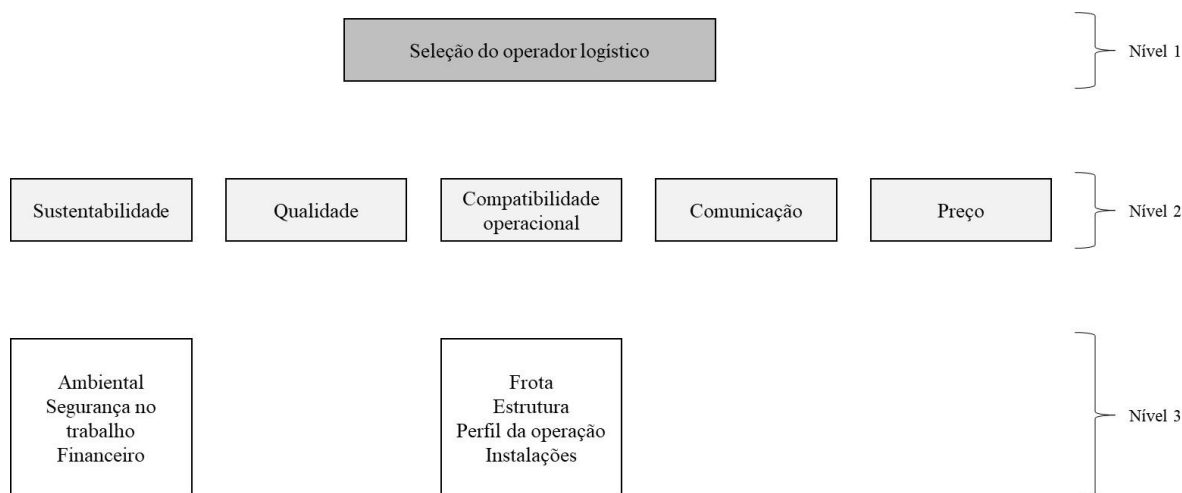 Seleção do operador logístico
Nível 1
Sustentabilidade
Qualidade
Compatibilidade
operacional
Comunicação
Preço
Nível 2
Ambiental
Segurança no
trabalho
Financeiro
Frota
Estrutura
Perfil da operação
Instalações
Nível 3